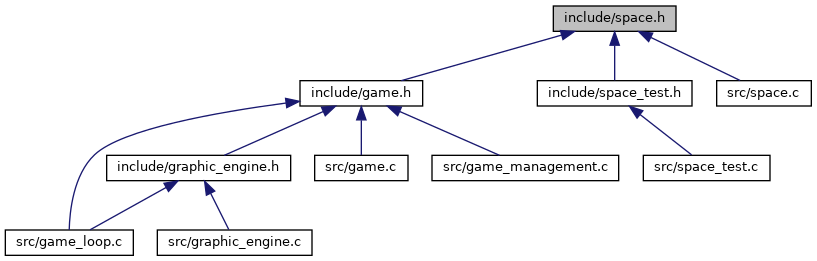 include/space.h
include/game.h
include/space_test.h
src/space.c
include/graphic_engine.h
src/game.c
src/game_management.c
src/space_test.c
src/game_loop.c
src/graphic_engine.c